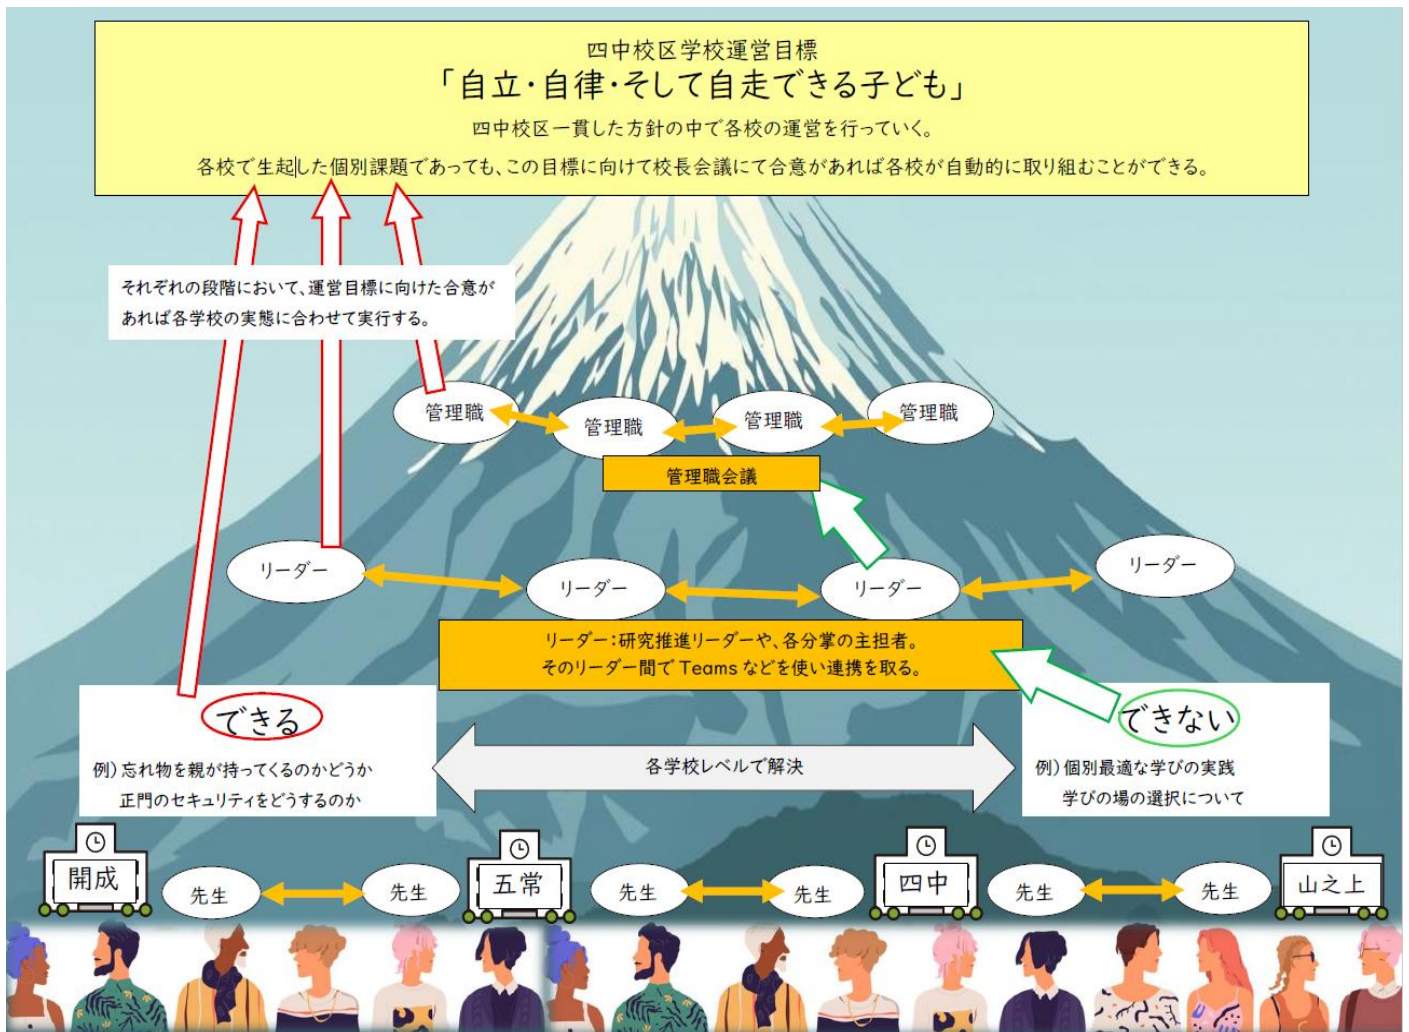 四中校区学校運営目標
「自立・自律・そして自走できる子ども」
四中校区一貫した方針の中で各校の運営を行っていく。
各校で生起した個別課題であっても、この目標に向けて校長会議にて合意があれば各校が自動的に取り組むことができる。
それぞれの段階において、運営目標に向けた合意が
あれば各学校の実態に合わせて実行する。
管理職
管理職
管理職
管理職
管理職会議
リーダー
リーダー
リーダー
リーダー
リーダー：研究推進リーダーや、各分掌の主担者。
そのリーダー間で Teams などを使い連携を取る。
できる
例）忘れ物を親が持ってくるのかどうか
正門のセキュリティをどうするのか
各学校レベルで解決
できない
例）個別最適な学びの実践
学びの場の選択について
開成
先生
先生
五常
先生
先生
四中
先生
先生
山之上